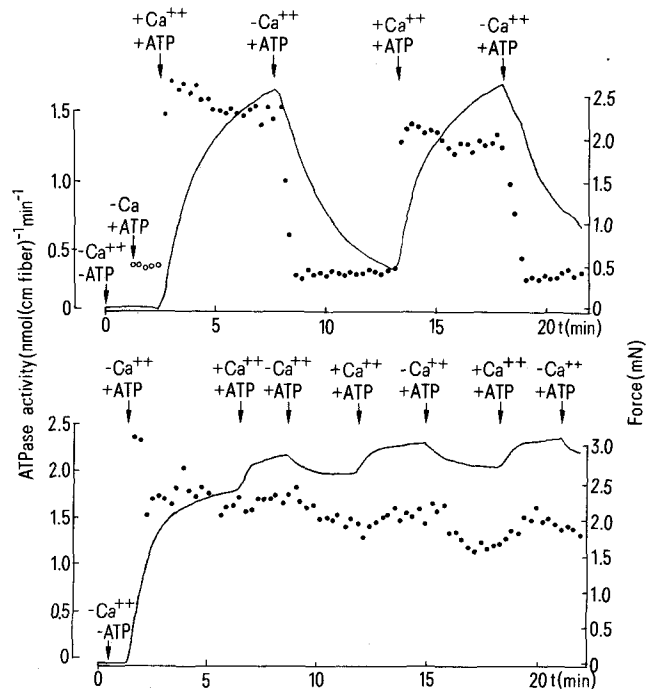 +Ca++ -Ca++ +Ca++ -Ca++
+ATP +ATP +ATP +ATP
1.5
1.0
-Ca
+ATP
0.5
-Ca++
-ATP
0
2.5
2.0
1.5
1.0
0.5
0
0 5 10 15 20 t(min)
ATPase activity (nmol(cm fiber)-1 min-1
Force (mN)
-Ca++ +Ca++ -Ca++ +Ca++ -Ca++ +Ca++ -Ca++
+ATP +ATP +ATP +ATP +ATP +ATP +ATP
2.5
2.0
1.5
1.0
0.5
0
-Ca++
-ATP
3.0
2.5
2.0
1.5
1.0
0.5
0
0 5 10 15 20 t(min)